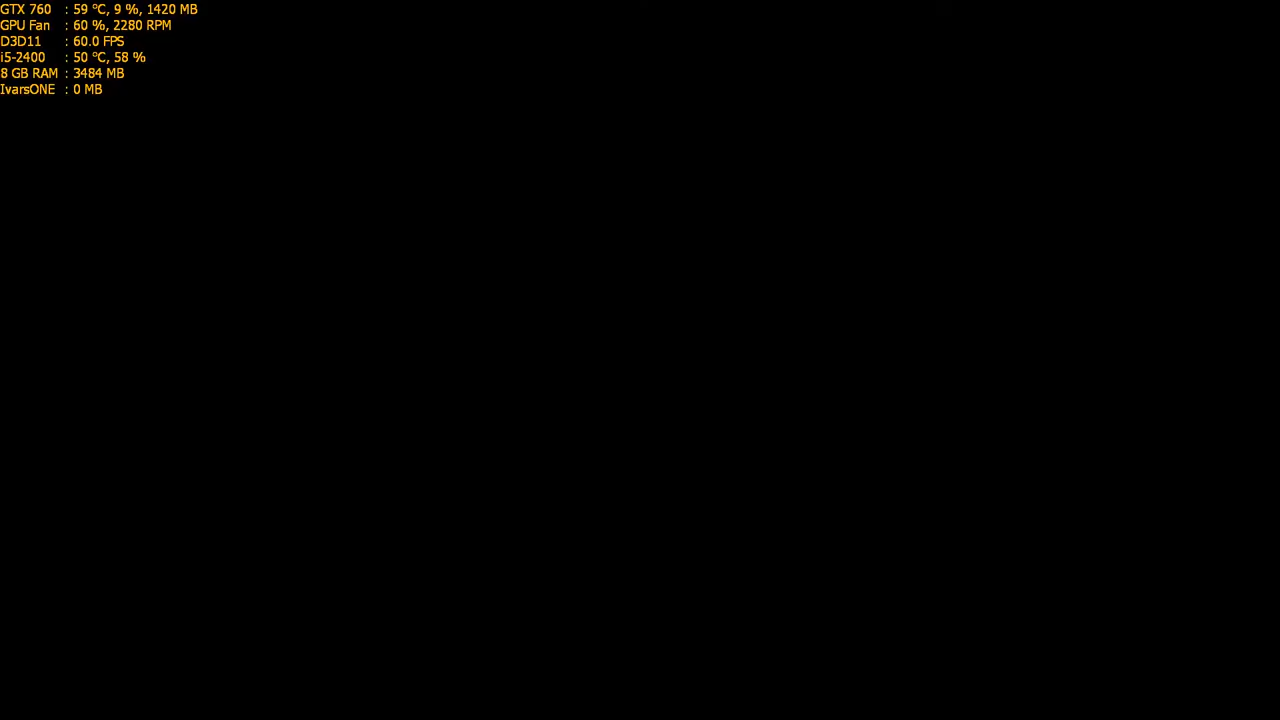 GTX 760 : 59 °C, 9 %, 1420 MB
GPU Fan : 60 %, 2280 RPM
D3D11 : 60.0 FPS
i5-2400 : 50 °C, 58 %
8 GB RAM : 3484 MB
IvarsONE : 0 MB